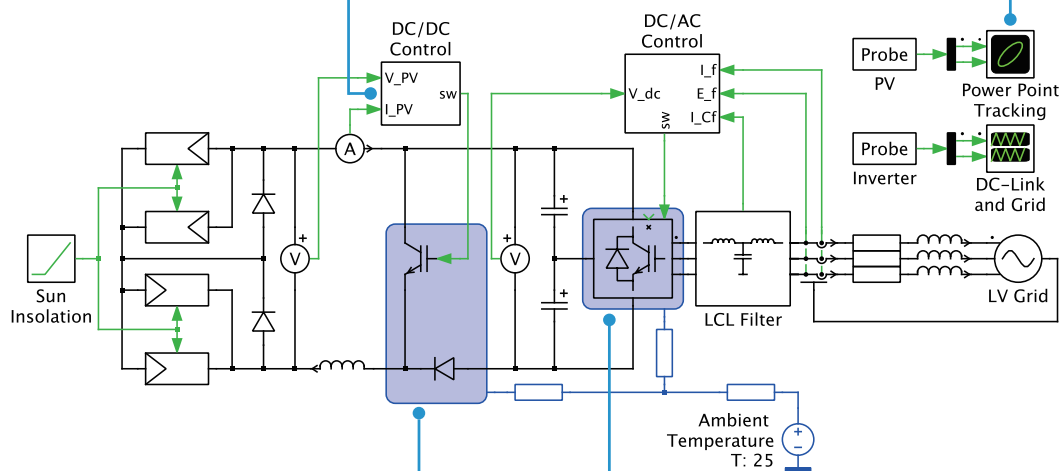 DC/DC
Control
V_PV
I_PV
sw
DC/AC
Control
V_dc
I_f
E_f
I_Cf
sw
Probe
PV
Power Point
Tracking
Probe
Inverter
DC-Link
and Grid
A
+
V
+
V
+
+
Sun
Insolation
LCL Filter
LV Grid
Ambient
Temperature
T: 25
+
-